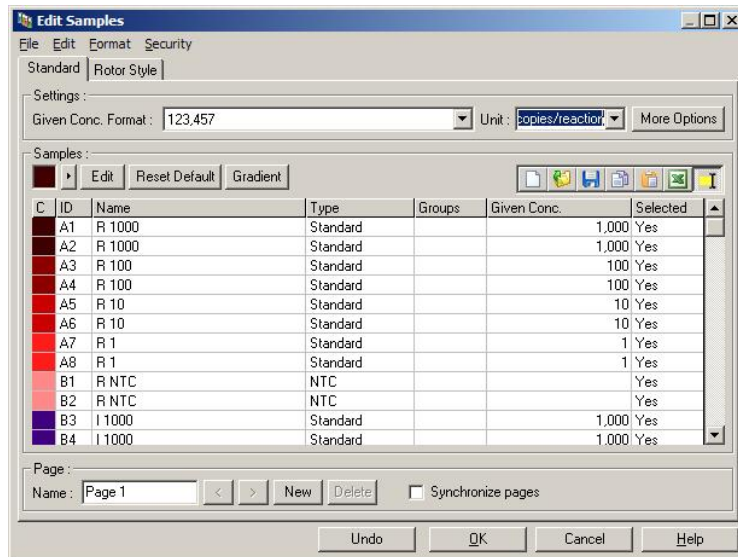 Edit Samples
File Edit Format Security
Standard Rotor Style
Settings :
Given Conc. Format : 123,457 Unit : copies/reaction More Options
Samples :
Edit Reset Default Gradient
C ID Name Type Groups Given Conc. Selected
A1 R 1000 Standard 1,000 Yes
A2 R 1000 Standard 1,000 Yes
A3 R 100 Standard 100 Yes
A4 R 100 Standard 100 Yes
A5 R 10 Standard 10 Yes
A6 R 10 Standard 10 Yes
A7 R 1 Standard 1 Yes
A8 R 1 Standard 1 Yes
B1 R NTC NTC Yes
B2 R NTC NTC Yes
B3 I 1000 Standard 1,000 Yes
B4 I 1000 Standard 1,000 Yes
Page :
Name : Page 1 < > New Delete Synchronize pages
Undo OK Cancel Help